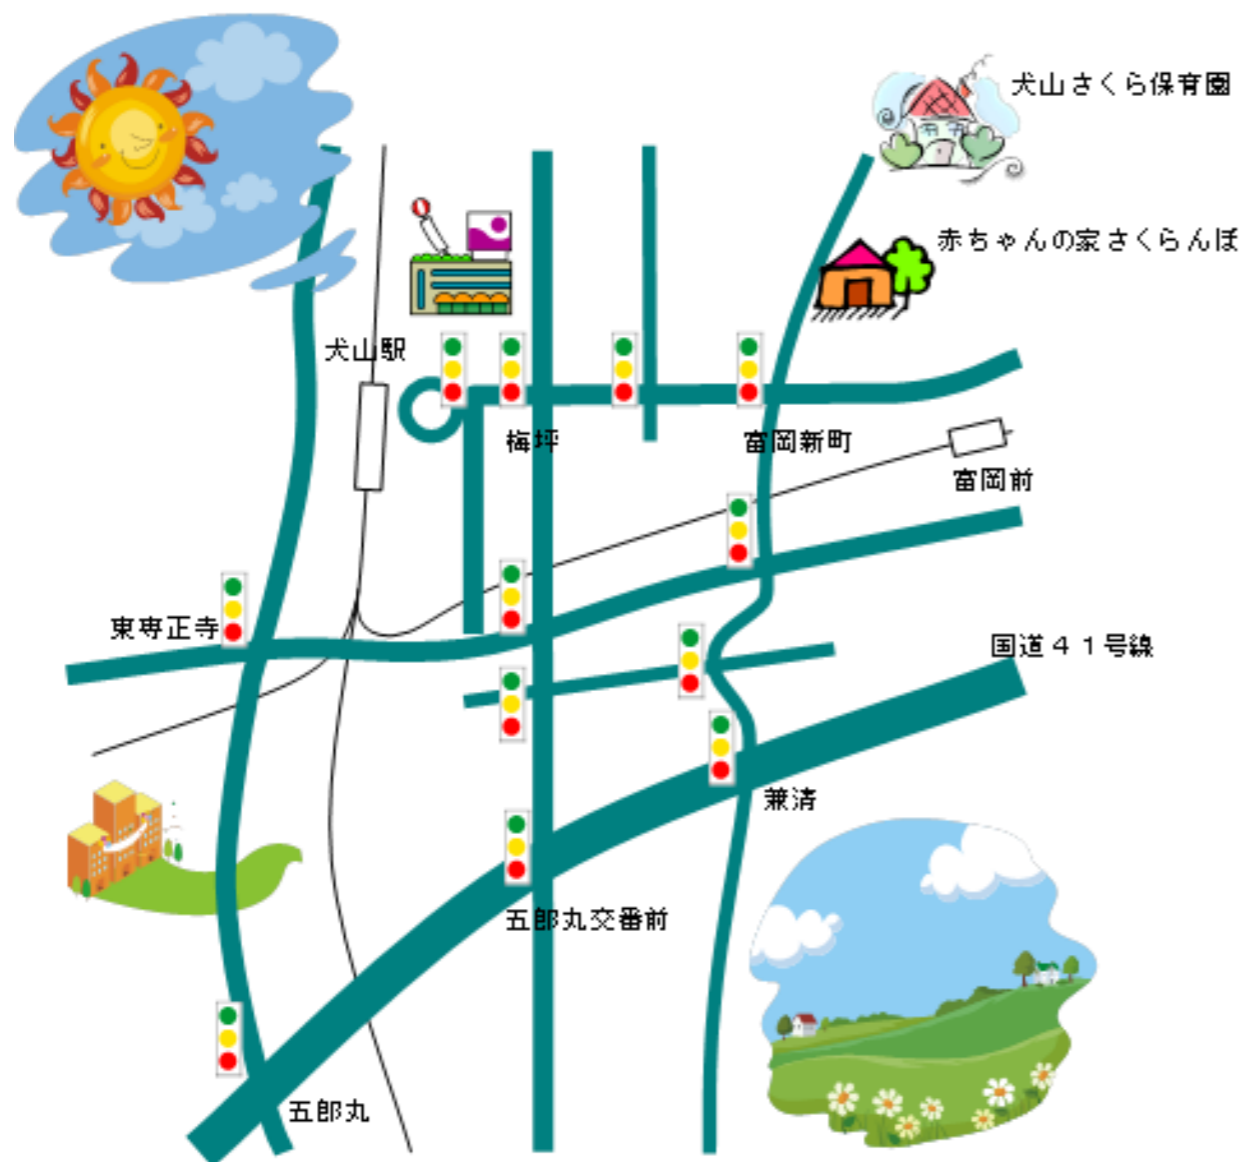 犬山さくら保育園
赤ちゃんの家さくらんぼ
犬山駅
梅坪
富岡新町
富岡前
東専正寺
国道４１号線
兼清
五郎丸交番前
五郎丸